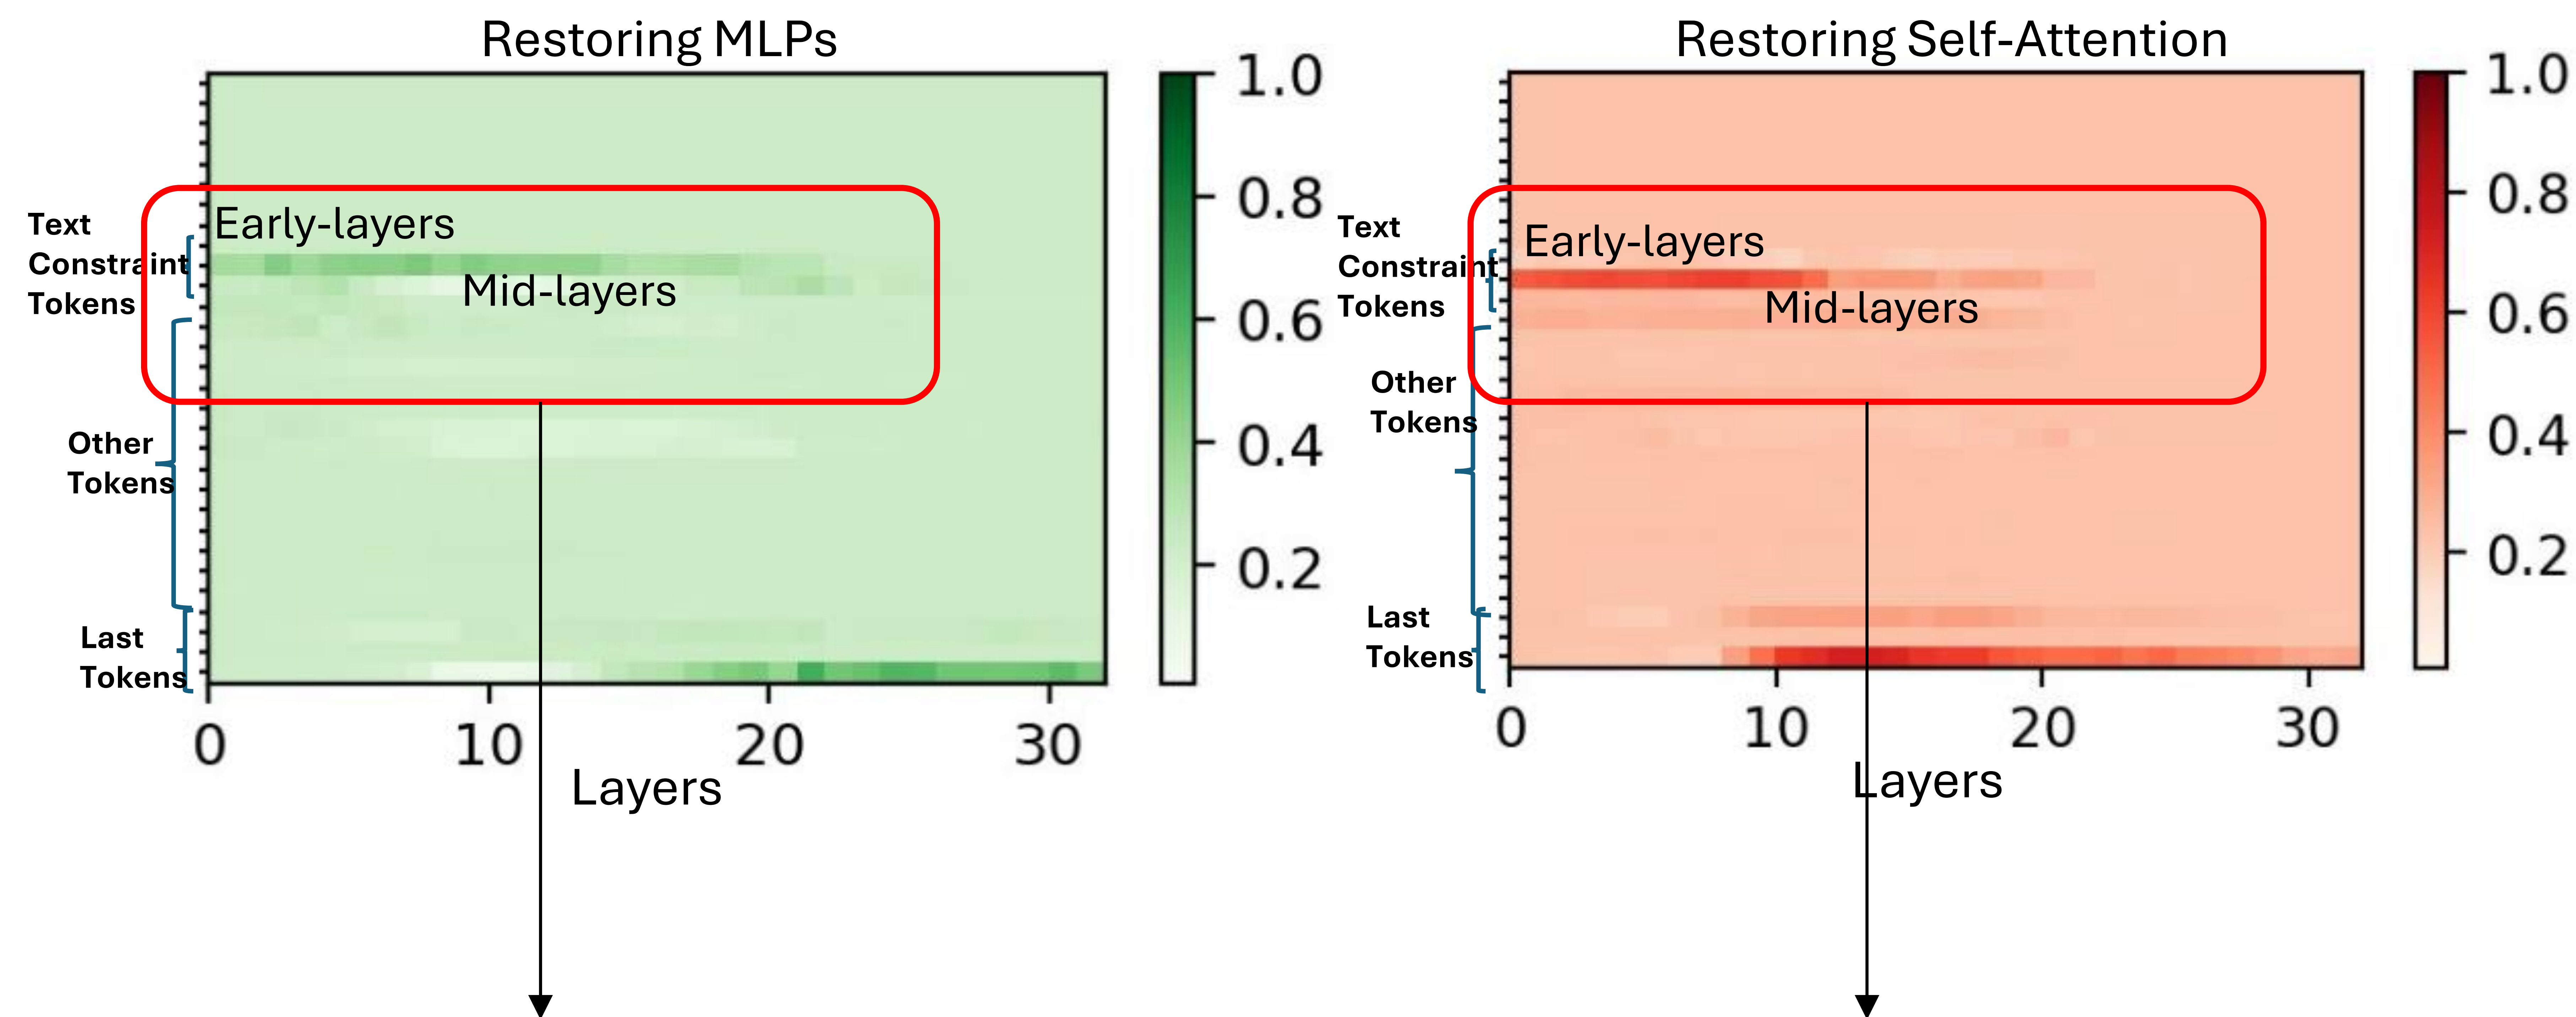 Restoring MLPs
Text
Constraint
Tokens
Other
Tokens
Last
Tokens
Early-layers
Mid-layers
0
10
20
30
Layers
1.0
0.8
0.6
0.4
0.2
Restoring Self-Attention
Text
Constraint
Tokens
Other
Tokens
Last
Tokens
Early-layers
Mid-layers
0
10
20
30
Layers
1.0
0.8
0.6
0.4
0.2